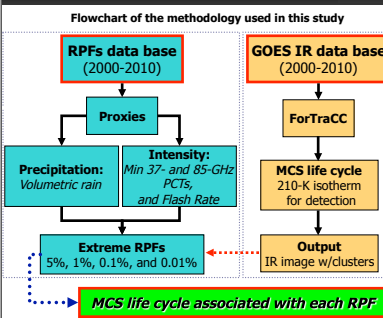 Flowchart of the methodology used in this study
RPFs data base
(2000-2010)
Proxies
Precipitation:
Volumetric rain
Intensity:
Min 37- and 85-GHz
PCTs,
and Flash Rate
Extreme RPFs
5%, 1%, 0.1%, and 0.01%
GOES IR data base
(2000-2010)
ForTraCC
MCS life cycle
210-K isotherm
for detection
Output
IR image w/clusters
MCS life cycle associated with each RPF